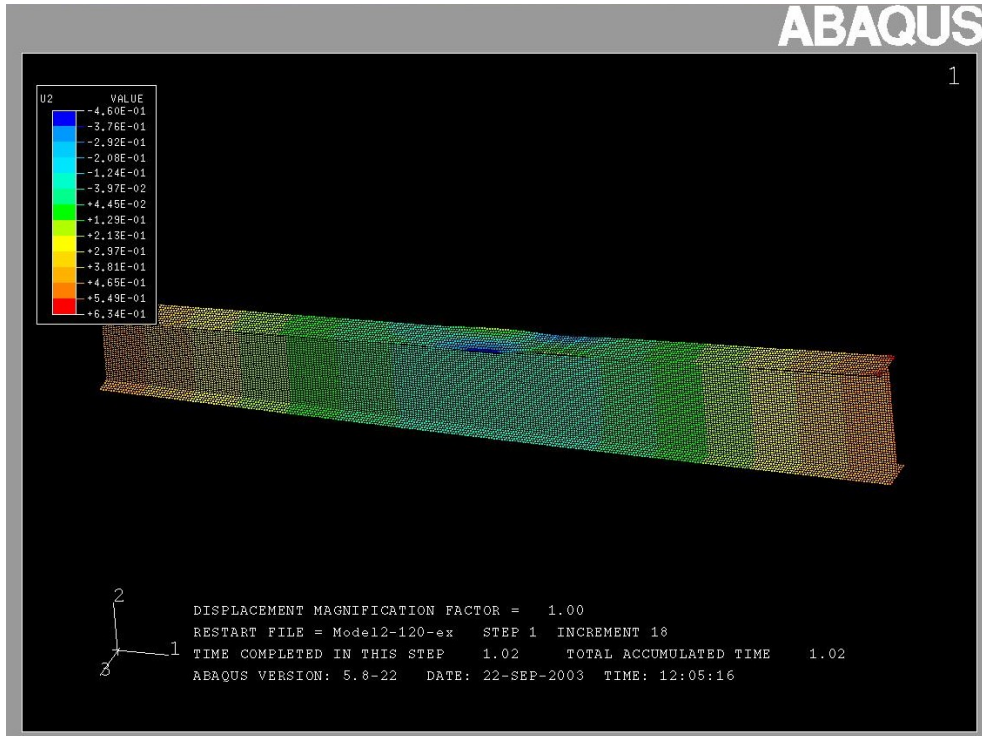 ABAQUS
1
U2 VALUE
-4.60E-01
-3.76E-01
-2.92E-01
-2.08E-01
-1.24E-01
-3.97E-02
+4.45E-02
+1.29E-01
+2.13E-01
+2.97E-01
+3.81E-01
+4.65E-01
+5.49E-01
+6.34E-01
2
1
3
DISPLACEMENT MAGNIFICATION FACTOR = 1.00
RESTART FILE = Model2-120-ex STEP 1 INCREMENT 18
TIME COMPLETED IN THIS STEP 1.02 TOTAL ACCUMULATED TIME 1.02
ABAQUS VERSION: 5.8-22 DATE: 22-SEP-2003 TIME: 12:05:16